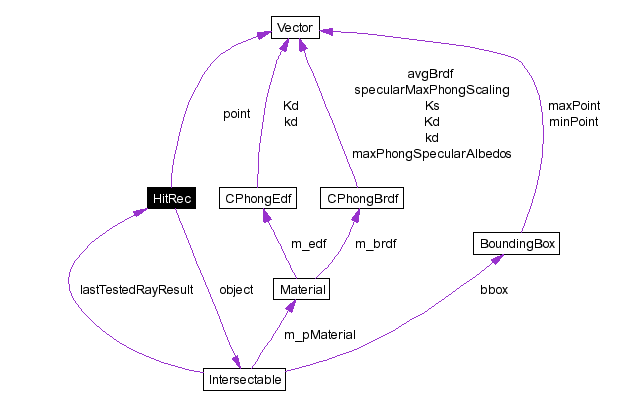 Vector
avgBrdf
specularMaxPhongScaling
Ks
Kd
kd
maxPhongSpecularAlbedos
point
Kd
kd
maxPoint
minPoint
HitRec
CPhongEdf
CPhongBrdf
m_edf
m_brdf
BoundingBox
lastTestedRayResult
object
Material
bbox
m_pMaterial
Intersectable